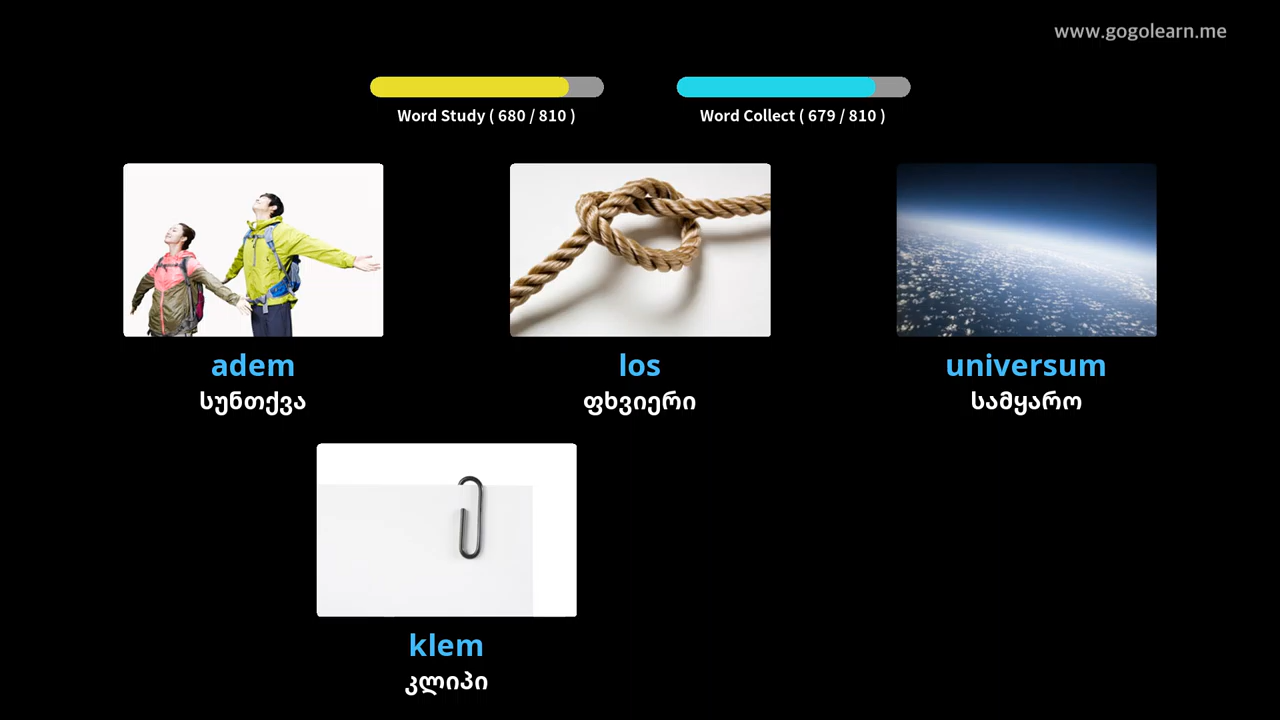 www.gogolearn.me
Word Study ( 680 / 810 )
Word Collect ( 679 / 810 )
adem
los
universum
სუნთქვა
ფხვიერი
სამყარო
klem
კლიპი